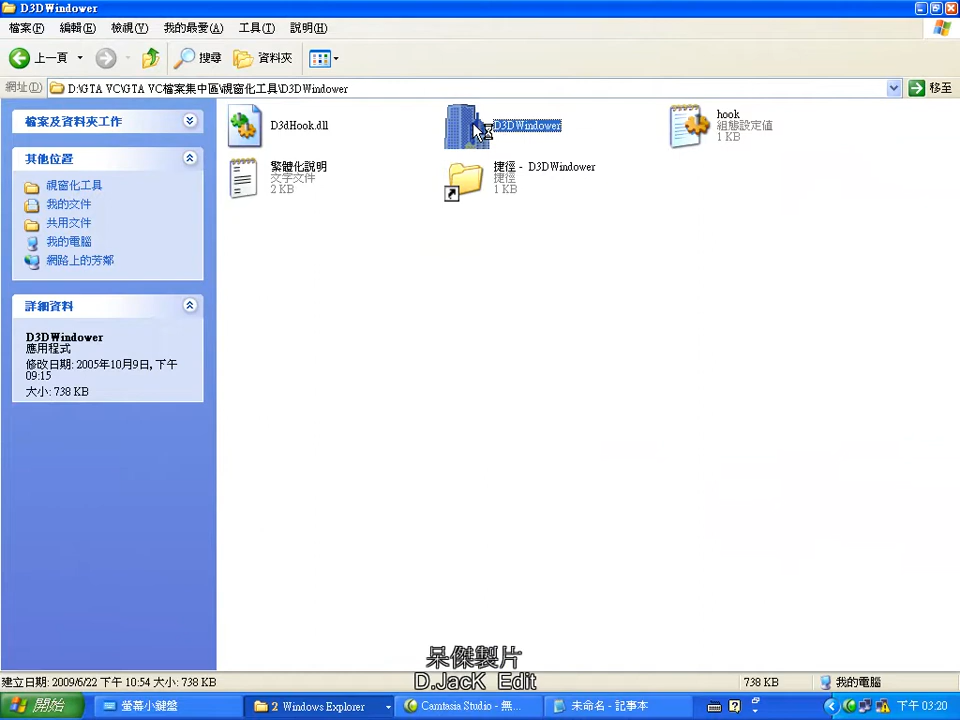 D3DWindower
檔案(F) 編輯(E) 檢視(V) 我的最愛(A) 工具(T) 說明(H)
上一頁 搜尋 資料夾
網址(D) D:\GTA VC\GTA VC檔案集中區\視窗化工具\D3DWindower 移至
檔案及資料夾工作
其他位置
視窗化工具
我的文件
共用文件
我的電腦
網路上的芳鄰
詳細資料
D3DWindower
應用程式
修改日期: 2005年10月9日, 下午
09:15
大小: 738 KB
D3dHook.dll
D3DWindower
hook
組態設定值
1 KB
繁體化說明
文字文件
2 KB
捷徑 - D3DWindower
捷徑
1 KB
呆傑製片
D.JacK Edit
建立日期: 2009/6/22 下午 10:54 大小: 738 KB 738 KB 我的電腦
開始 螢幕小鍵盤 2 Windows Explorer Camtasia Studio - 無... 未命名 - 記事本 下午 03:20